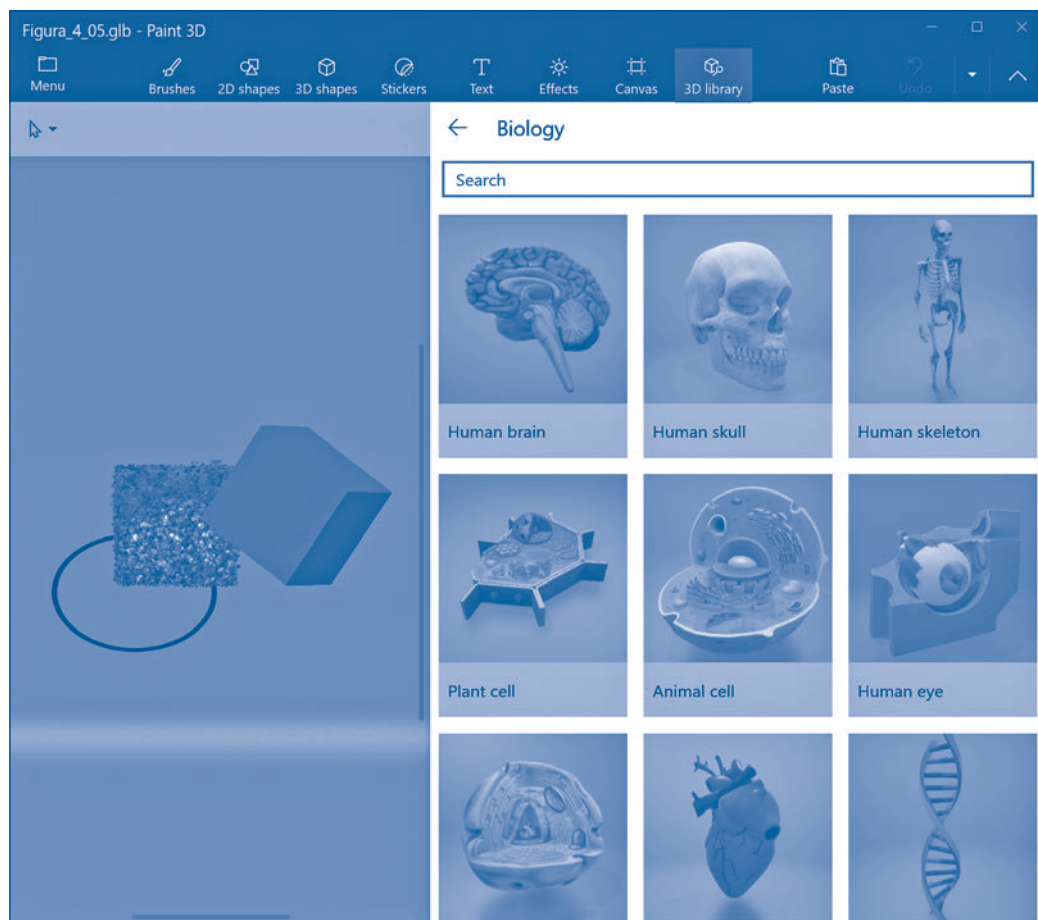 Figura_4_05.glb - Paint 3D
Menu
Brushes
2D shapes
3D shapes
Stickers
Text
Effects
Canvas
3D library
Paste
Undo
Biology
Search
Human brain
Human skull
Human skeleton
Plant cell
Animal cell
Human eye